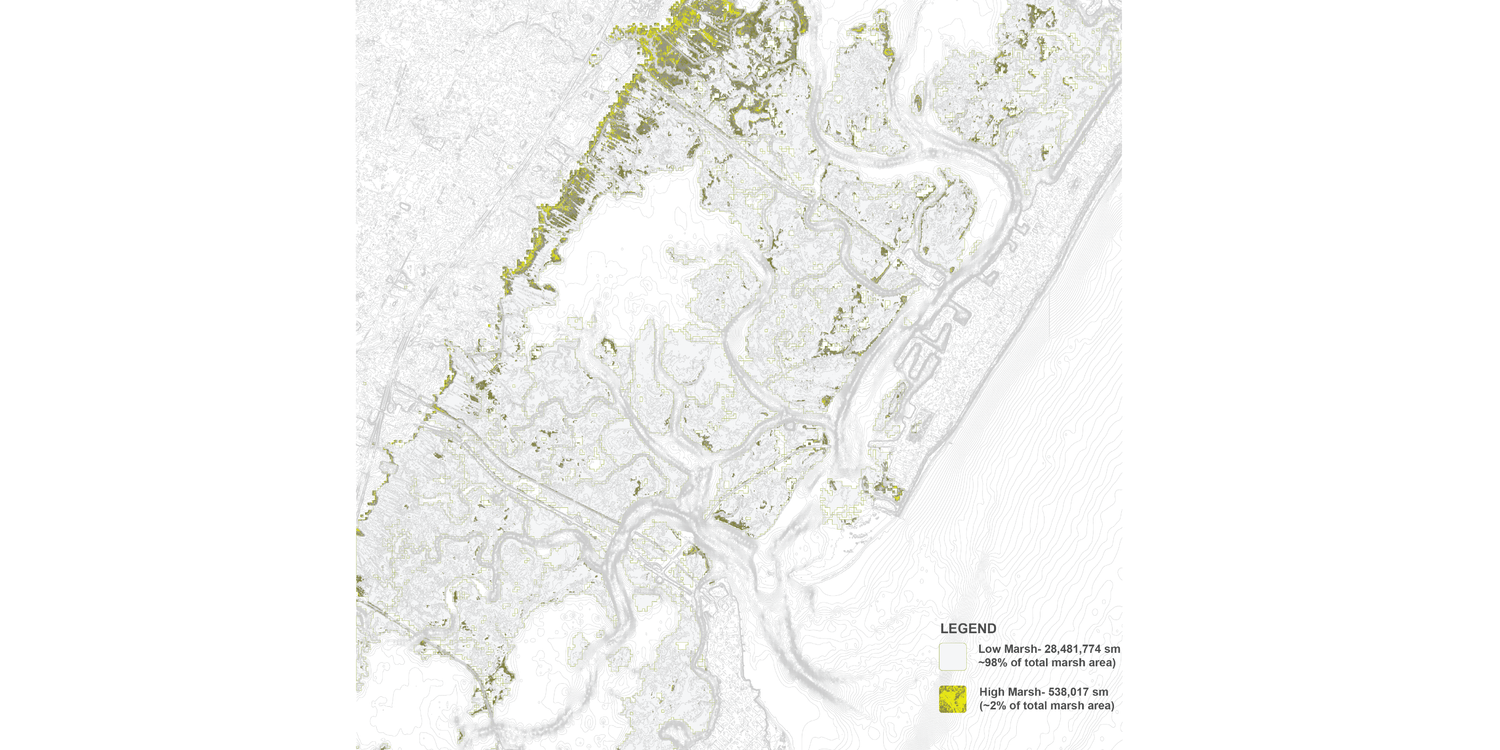 LEGEND
Low Marsh- 28,481,774 sm
~98% of total marsh area)
High Marsh- 538,017 sm
(~2% of total marsh area)